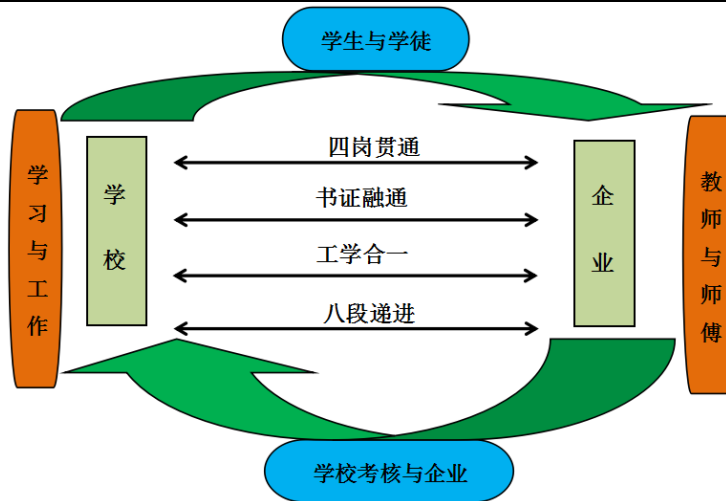 学生与学徒
四岗贯通
书证融通
工学合一
八段递进
学习与工作
学校
企业
教师与师傅
学校考核与企业